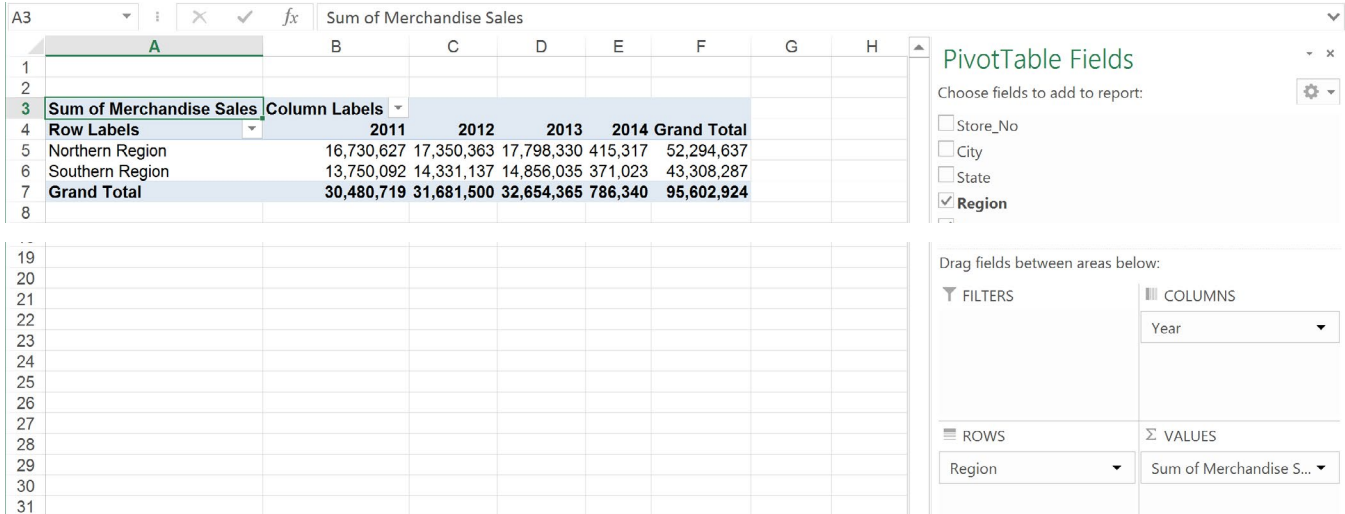 A3 fx Sum of Merchandise Sales
A B C D E F G H
1
2
3 Sum of Merchandise Sales Column Labels
4 Row Labels 2011 2012 2013 2014 Grand Total
5 Northern Region 16,730,627 17,350,363 17,798,330 415,317 52,294,637
6 Southern Region 13,750,092 14,331,137 14,856,035 371,023 43,308,287
7 Grand Total 30,480,719 31,681,500 32,654,365 786,340 95,602,924
8
19
20
21
22
23
24
25
26
27
28
29
30
31
PivotTable Fields
Choose fields to add to report:
Store_No
City
State
Region
Drag fields between areas below:
FILTERS
COLUMNS
Year
ROWS
Σ VALUES
Region
Sum of Merchandise S...